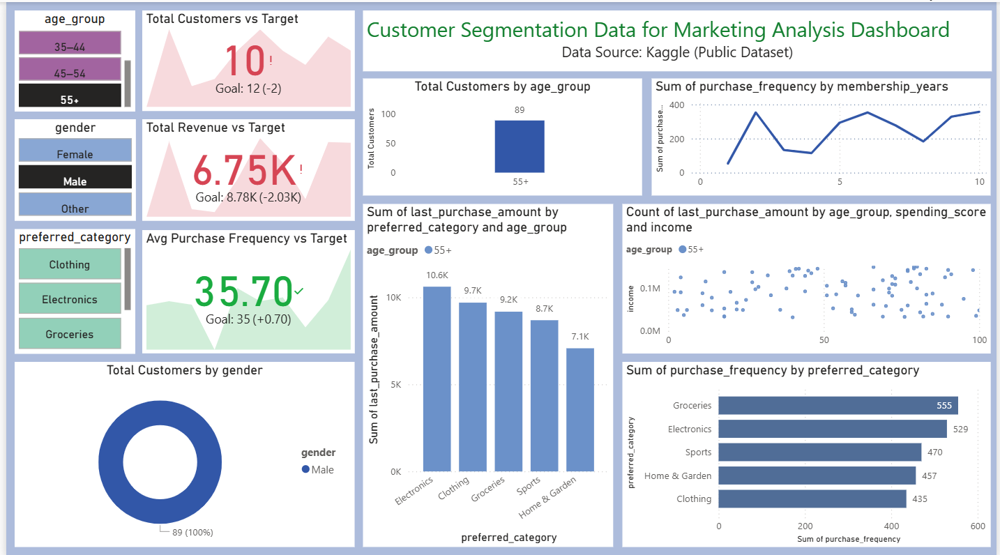 age_group
35–44
45–54
55+
Total Customers vs Target
10!
Goal: 12 (-2)
Customer Segmentation Data for Marketing Analysis Dashboard
Data Source: Kaggle (Public Dataset)
gender
Female
Male
Other
Total Revenue vs Target
6.75K!
Goal: 8.78K (-2.03K)
Total Customers by age_group
Total Customers
100
50
0
89
55+
Sum of purchase_frequency by membership_years
Sum of purchase...
400
200
0
0
5
10
preferred_category
Clothing
Electronics
Groceries
Avg Purchase Frequency vs Target
35.70✓
Goal: 35 (+0.70)
Sum of last_purchase_amount by
preferred_category and age_group
age_group
55+
Sum of last_purchase_amount
10K
5K
0K
10.6K
9.7K
9.2K
8.7K
7.1K
Electronics
Clothing
Groceries
Sports
Home & Garden
preferred_category
Count of last_purchase_amount by age_group, spending_score
and income
age_group
55+
income
0.1M
0.0M
0
50
100
Total Customers by gender
gender
Male
89 (100%)
Sum of purchase_frequency by preferred_category
preferred_category
Groceries
555
Electronics
529
Sports
470
Home & Garden
457
Clothing
435
0
200
400
600
Sum of purchase_frequency